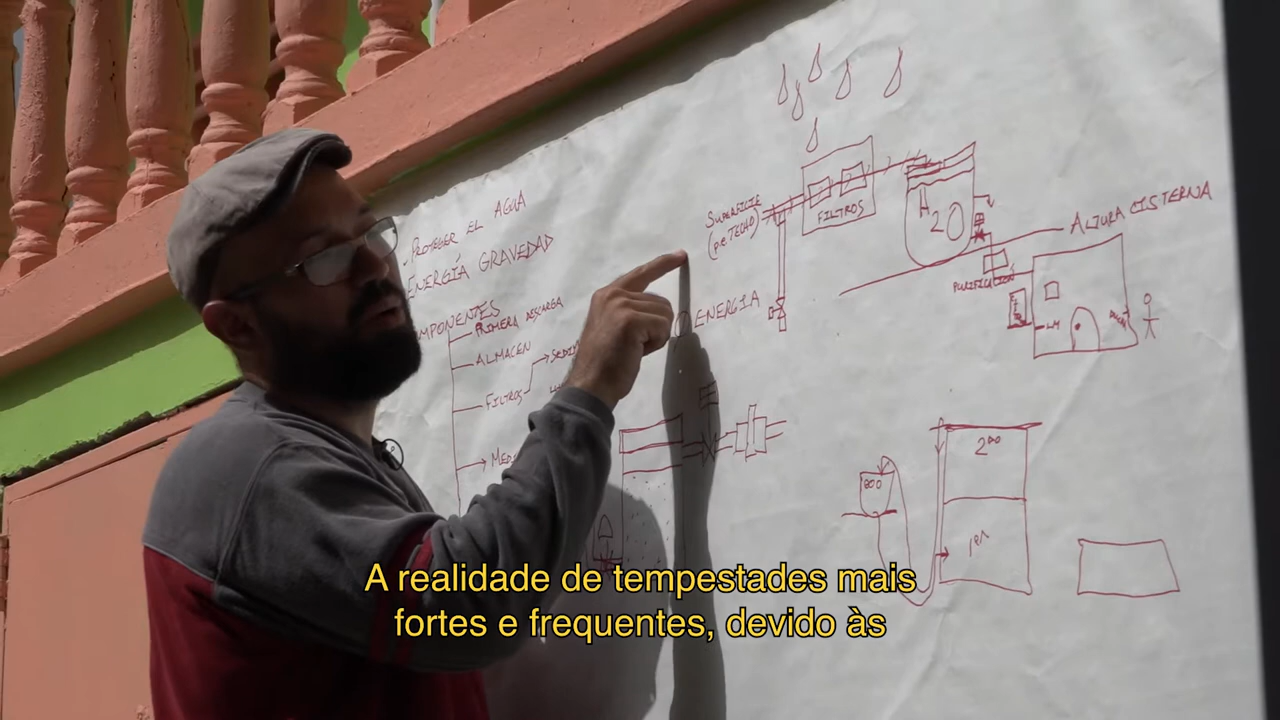 . PROTEGER EL AGUA
ENERGÍA GRAVEDAD
COMPONENTES
PRIMERA DESCARGA
ALMACEN
FILTROS
SUPERFICIE
(p.e. TECHO)
FILTROS
H2O
ALTURA CISTERNA
PURIFICACIÓN
ENERGIA
800
2do
1er
A realidade de tempestades mais
fortes e frequentes, devido às